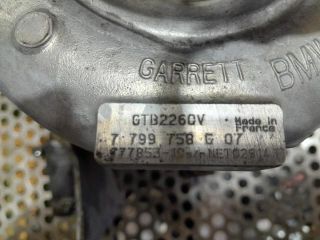 GARRETT BMW
GTB2260V Made in
France
7 799 758 G 07